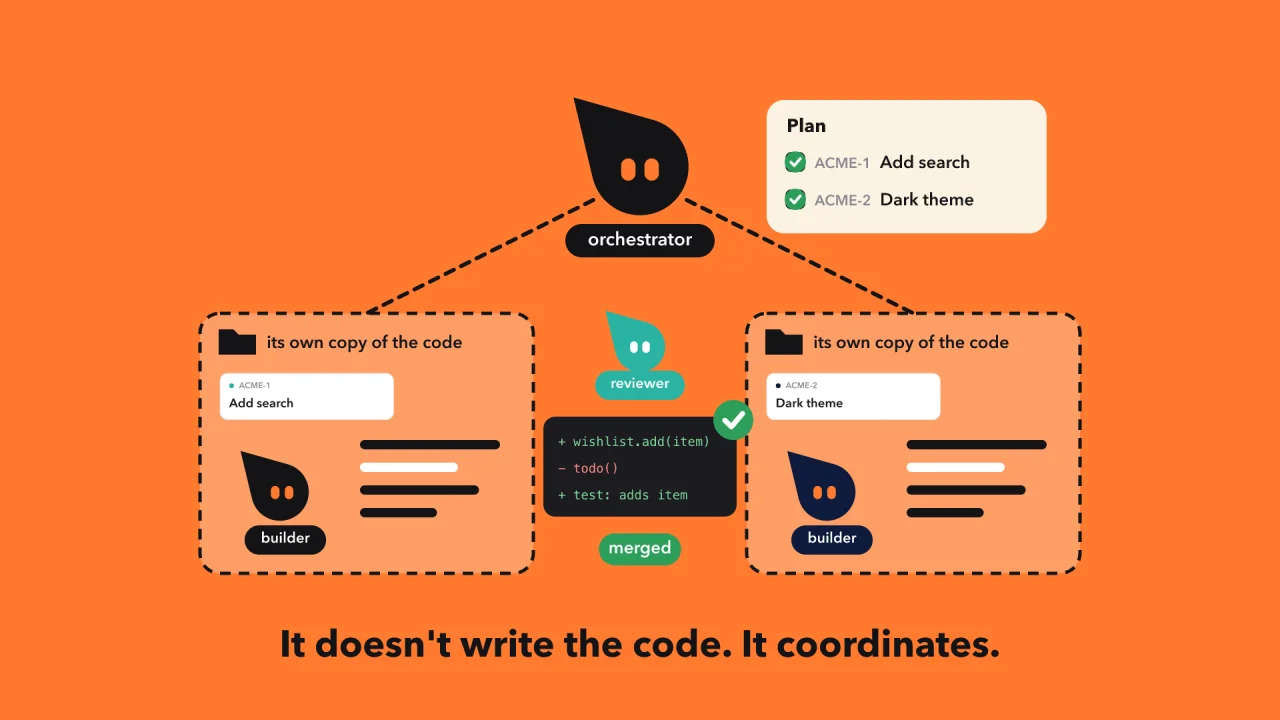 Plan
ACME-1 Add search
ACME-2 Dark theme
orchestrator
its own copy of the code
ACME-1
Add search
builder
reviewer
+ wishlist.add(item)
- todo()
+ test: adds item
merged
its own copy of the code
ACME-2
Dark theme
builder
It doesn't write the code. It coordinates.